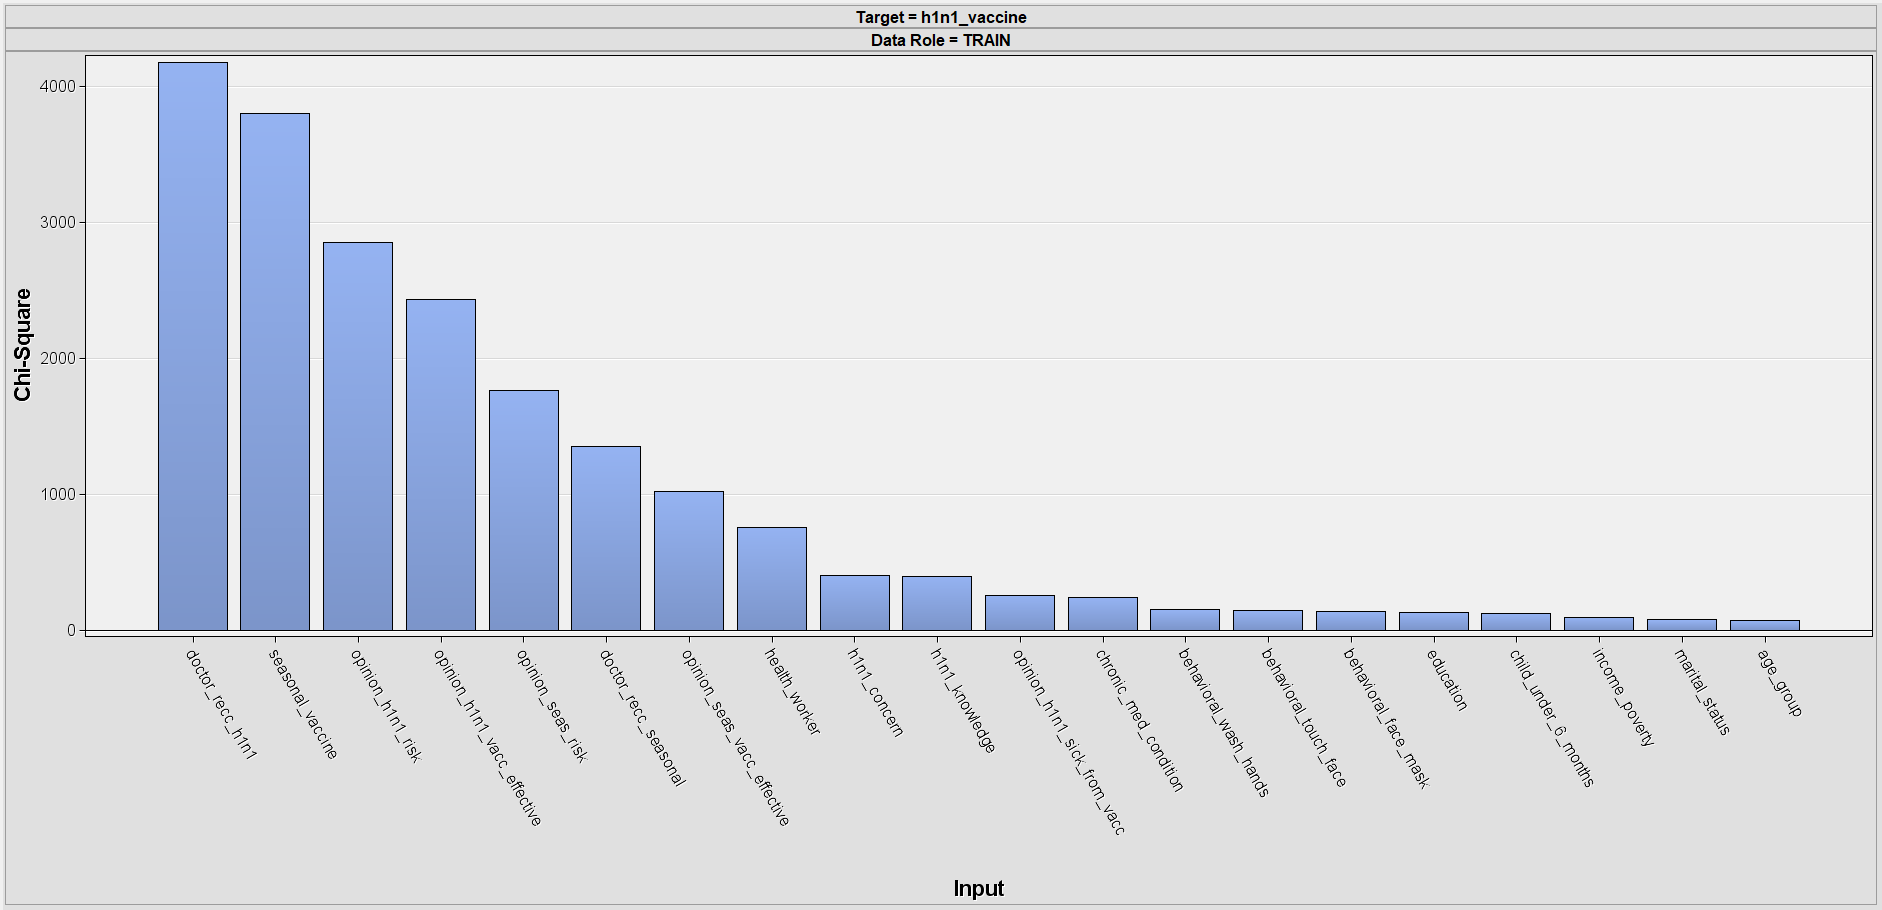 Target = h1n1_vaccine
Data Role = TRAIN
Chi-Square
4000
3000
2000
1000
0
doctor_recc_h1n1
seasonal_vaccine
opinion_h1n1_risk
opinion_h1n1_vacc_effective
opinion_seas_risk
doctor_recc_seasonal
opinion_seas_vacc_effective
health_worker
h1n1_concern
h1n1_knowledge
opinion_h1n1_sick_from_vacc
chronic_med_condition
behavioral_wash_hands
behavioral_touch_face
behavioral_face_mask
education
child_under_6_months
income_poverty
marital_status
age_group
Input